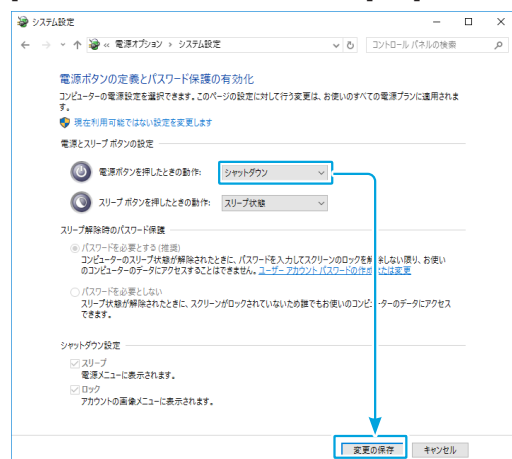 システム設定
« 電源オプション › システム設定
コントロール パネルの検索
電源ボタンの定義とパスワード保護の有効化
コンピューターの電源設定を選択できます。このページの設定に対して行う変更は、お使いのすべての電源プランに適用されま
す。
現在利用可能ではない設定を変更します
電源とスリープ ボタンの設定
電源ボタンを押したときの動作: シャットダウン
スリープ ボタンを押したときの動作: スリープ状態
スリープ解除時のパスワード保護
パスワードを必要とする (推奨)
コンピューターのスリープ状態が解除されたときに、パスワードを入力してスクリーンのロックを解除しない限り、お使い
のコンピューターのデータにアクセスすることはできません。ユーザー アカウント パスワードの作成または変更
パスワードを必要としない
スリープ状態が解除されたときに、スクリーンがロックされていないため誰でもお使いのコンピューターのデータにアクセス
できます。
シャットダウン設定
スリープ
電源メニューに表示されます。
ロック
アカウントの画像メニューに表示されます。
変更の保存 キャンセル